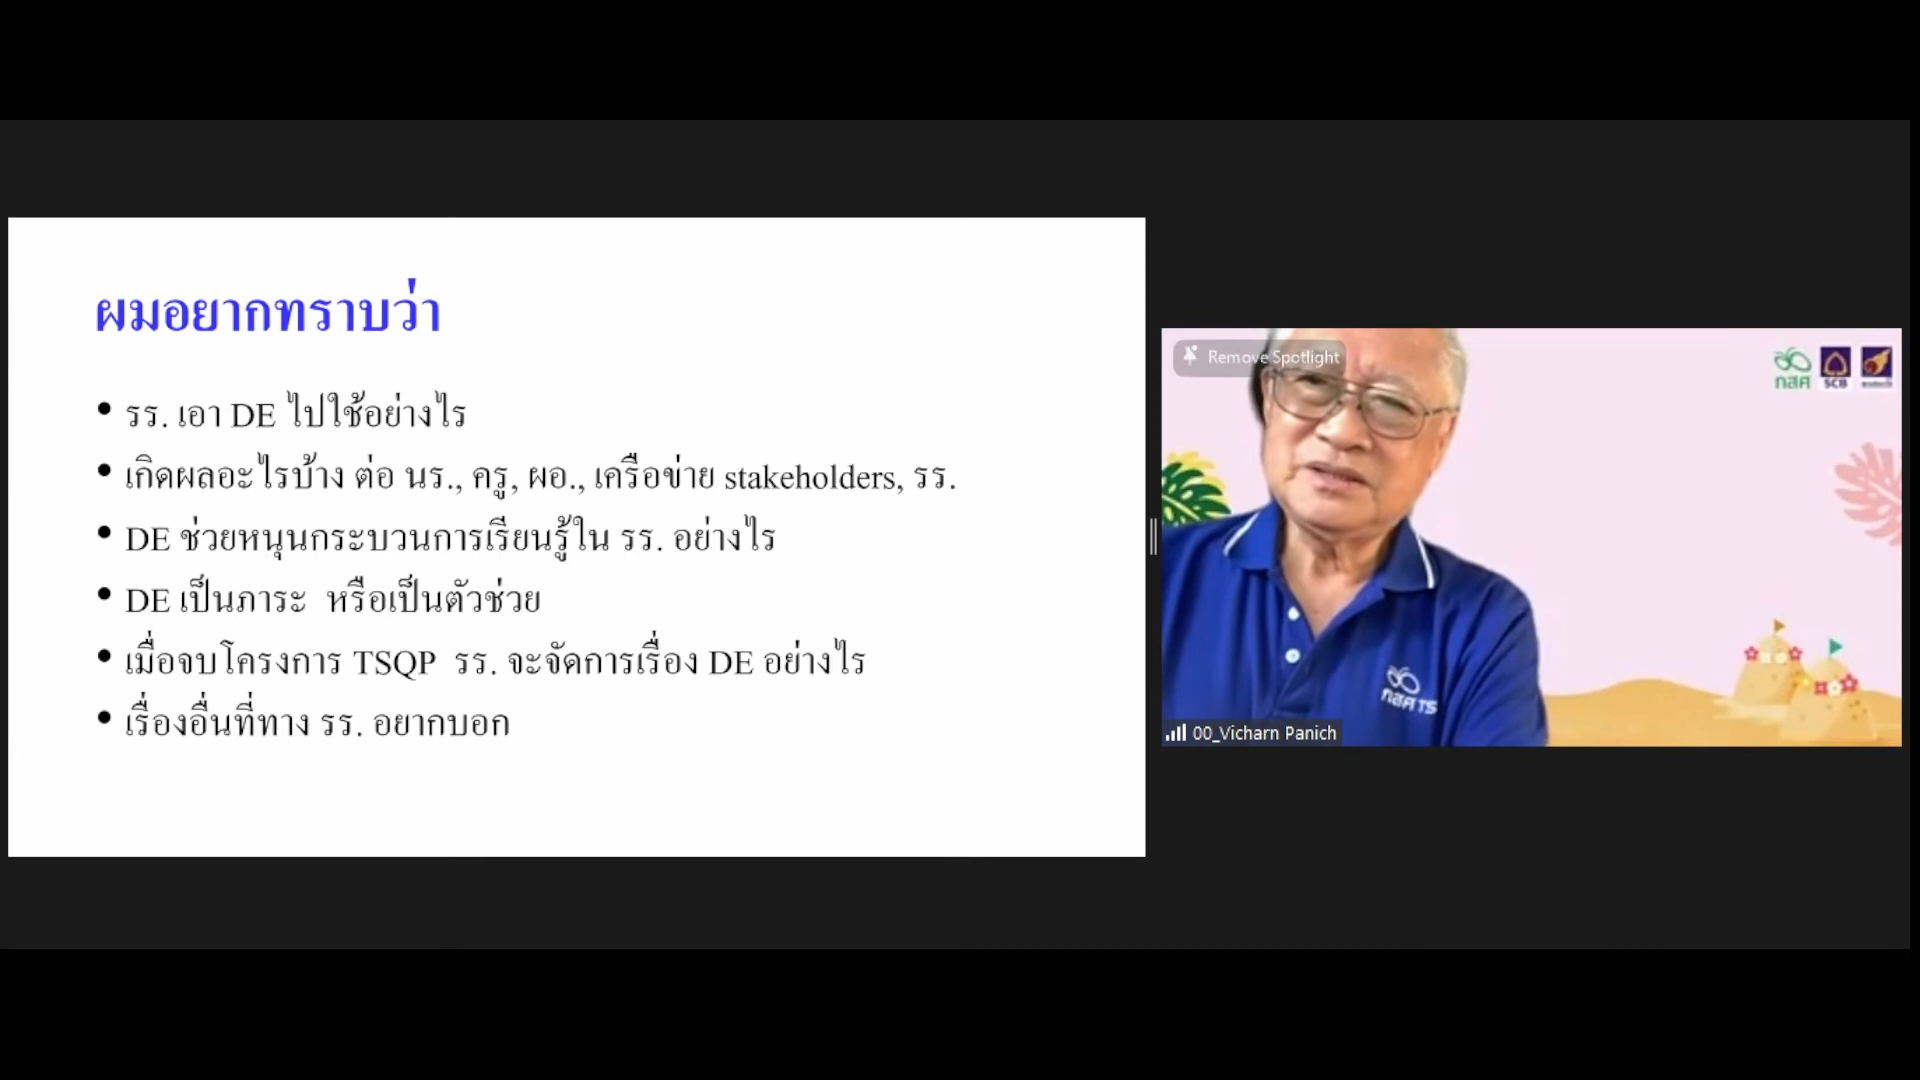 ผมอยากทราบว่า
• รร. เอา DE ไปใช้อย่างไร
• เกิดผลอะไรบ้าง ต่อ นร., ครู, ผอ., เครือข่าย stakeholders, รร.
• DE ช่วยหนุนกระบวนการเรียนรู้ใน รร. อย่างไร
• DE เป็นภาระ หรือเป็นตัวช่วย
• เมื่อจบโครงการ TSQP รร. จะจัดการเรื่อง DE อย่างไร
• เรื่องอื่นที่ทาง รร. อยากบอก
Remove Spotlight
กสศ
SCB
กสศ TS
00_Vicharn Panich